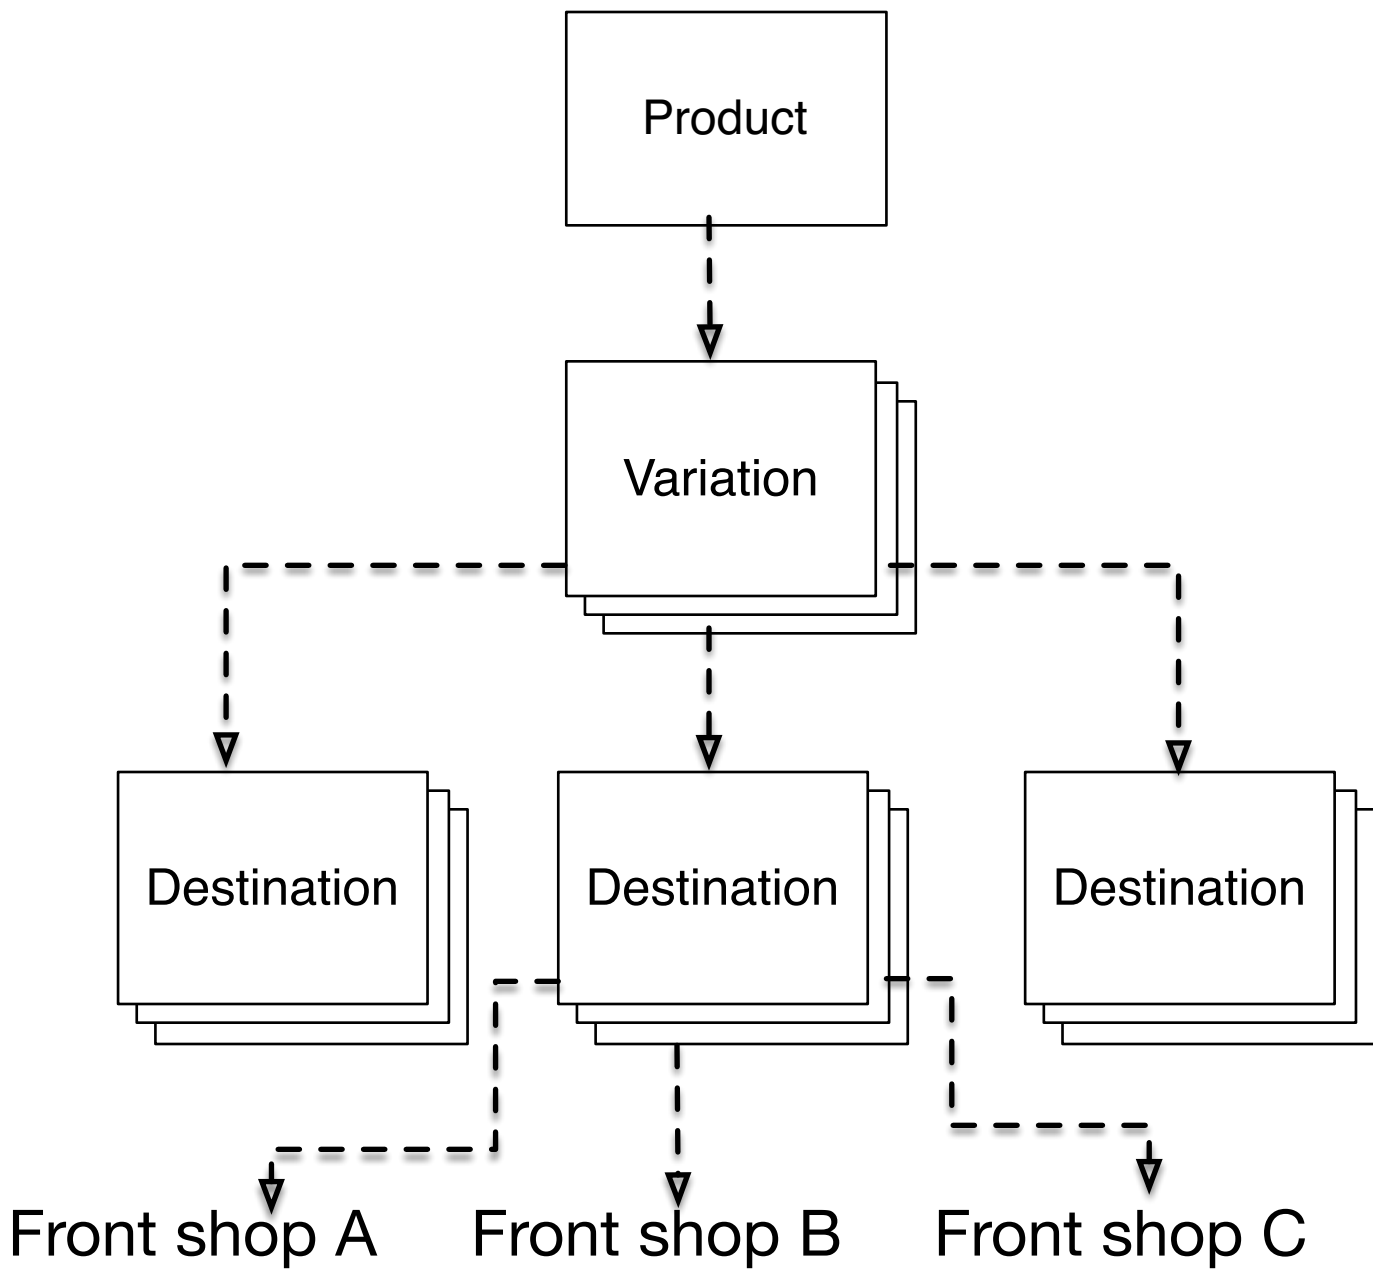 Product
Variation
Destination
Destination
Destination
Front shop A
Front shop B
Front shop C